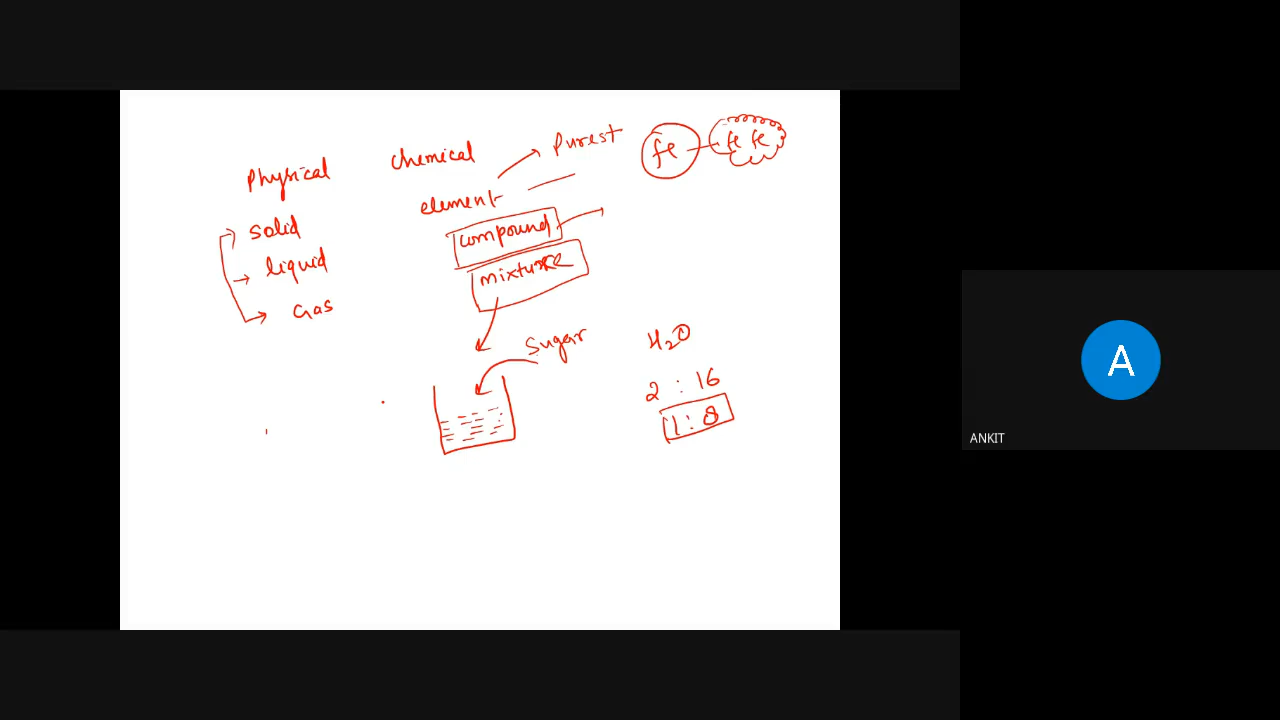 Physical
Chemical
Purest
fe
fe fe
solid
liquid
Gas
element
compound
mixture
Sugar
H2O
2 : 16
1 : 8
A
ANKIT